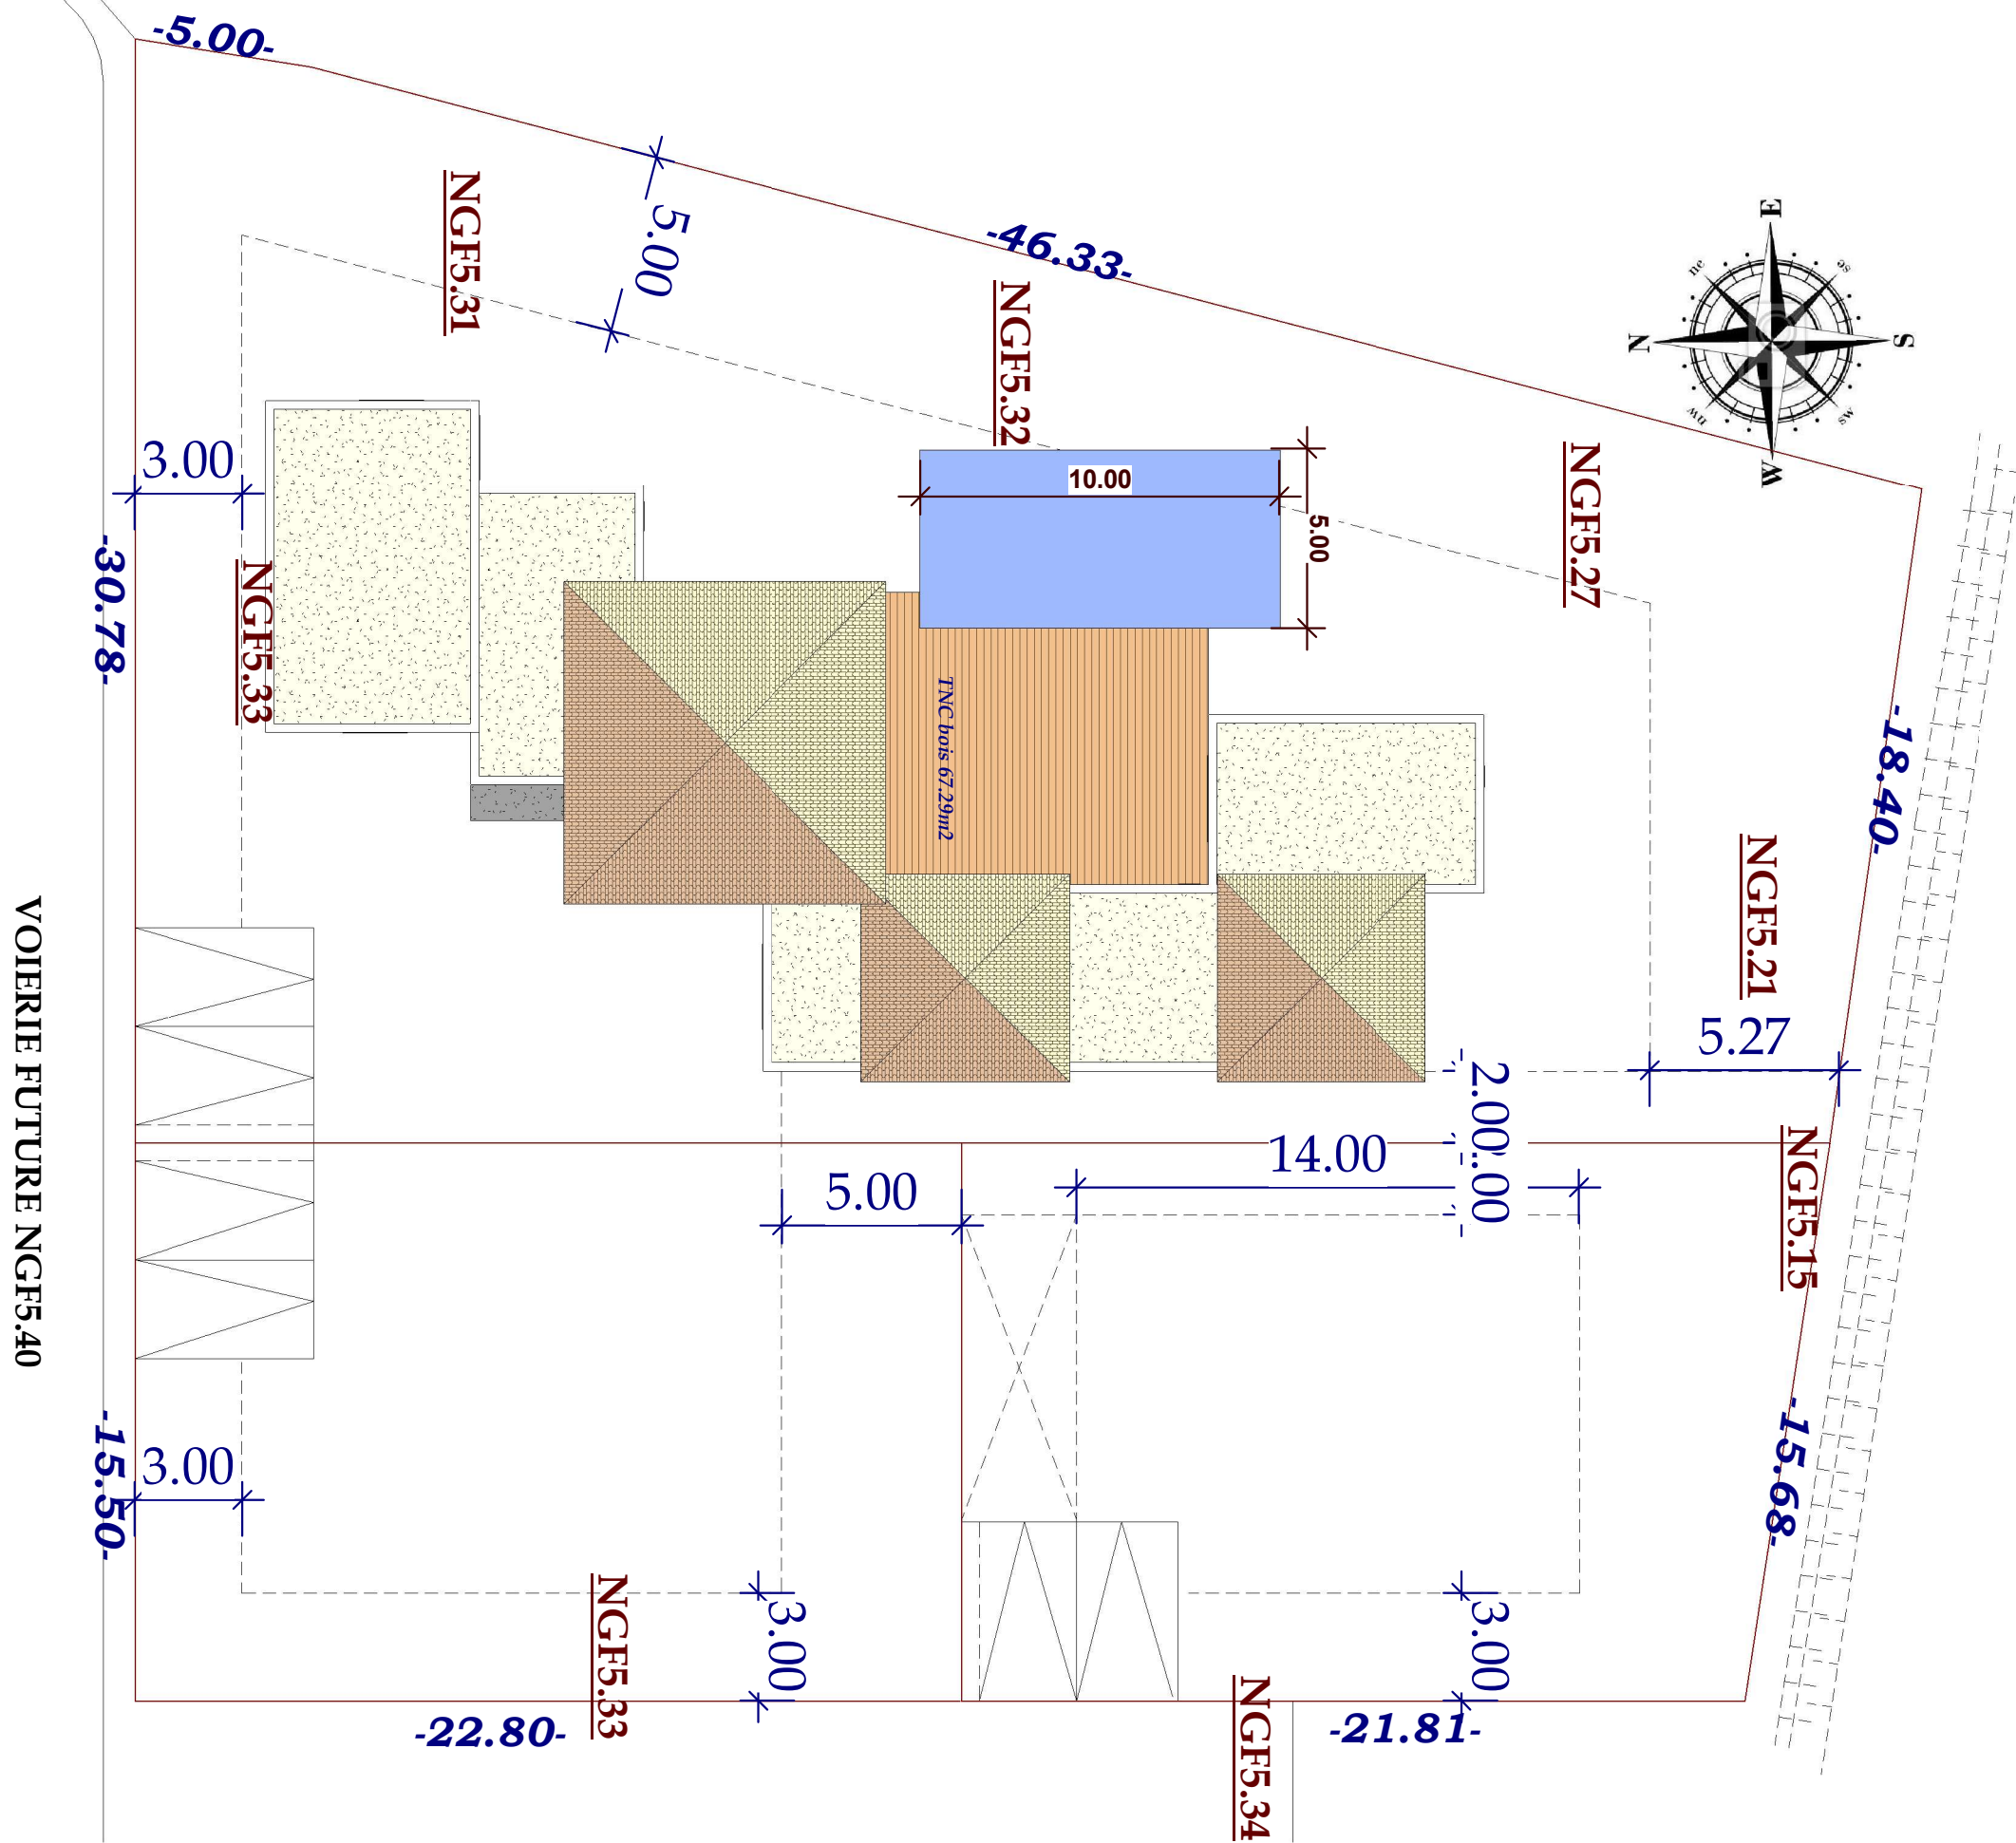 -5.00-
NGF5.31
5.00
-46.33-
E
ne
se
N
S
nw
sw
W
NGF5.32
3.00
10.00
5.00
NGF5.27
-30.78-
NGF5.33
TNC bois 67.29m2
-18.40-
NGF5.21
5.27
VOIERIE FUTURE NGF5.40
2.00
14.00
5.00
2.00
NGF5.15
-15.50-
3.00
-15.68-
NGF5.33
3.00
3.00
-22.80-
NGF5.34
-21.81-